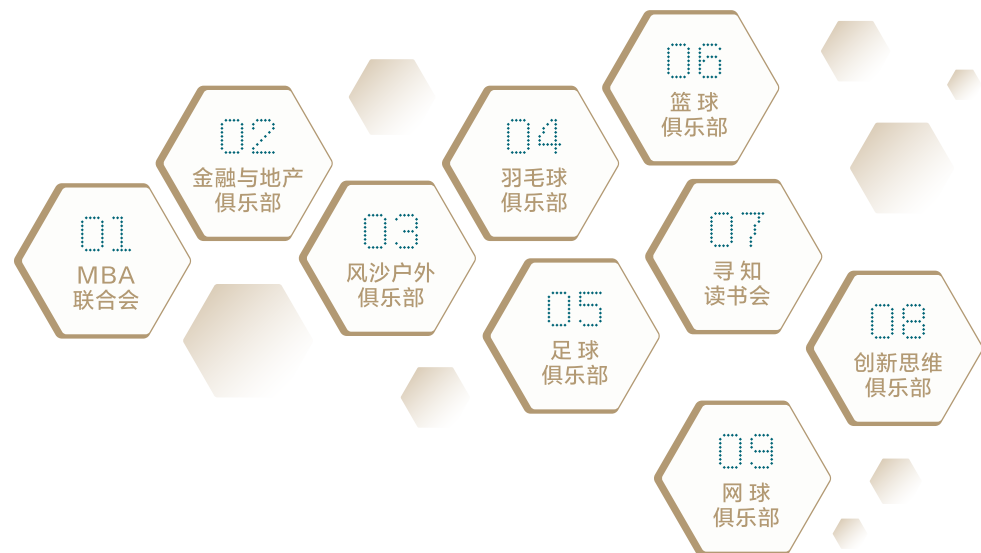 01
MBA
联合会
02
金融与地产
俱乐部
03
风沙户外
俱乐部
04
羽毛球
俱乐部
05
足 球
俱乐部
06
篮 球
俱乐部
07
寻 知
读书会
08
创新思维
俱乐部
09
网 球
俱乐部